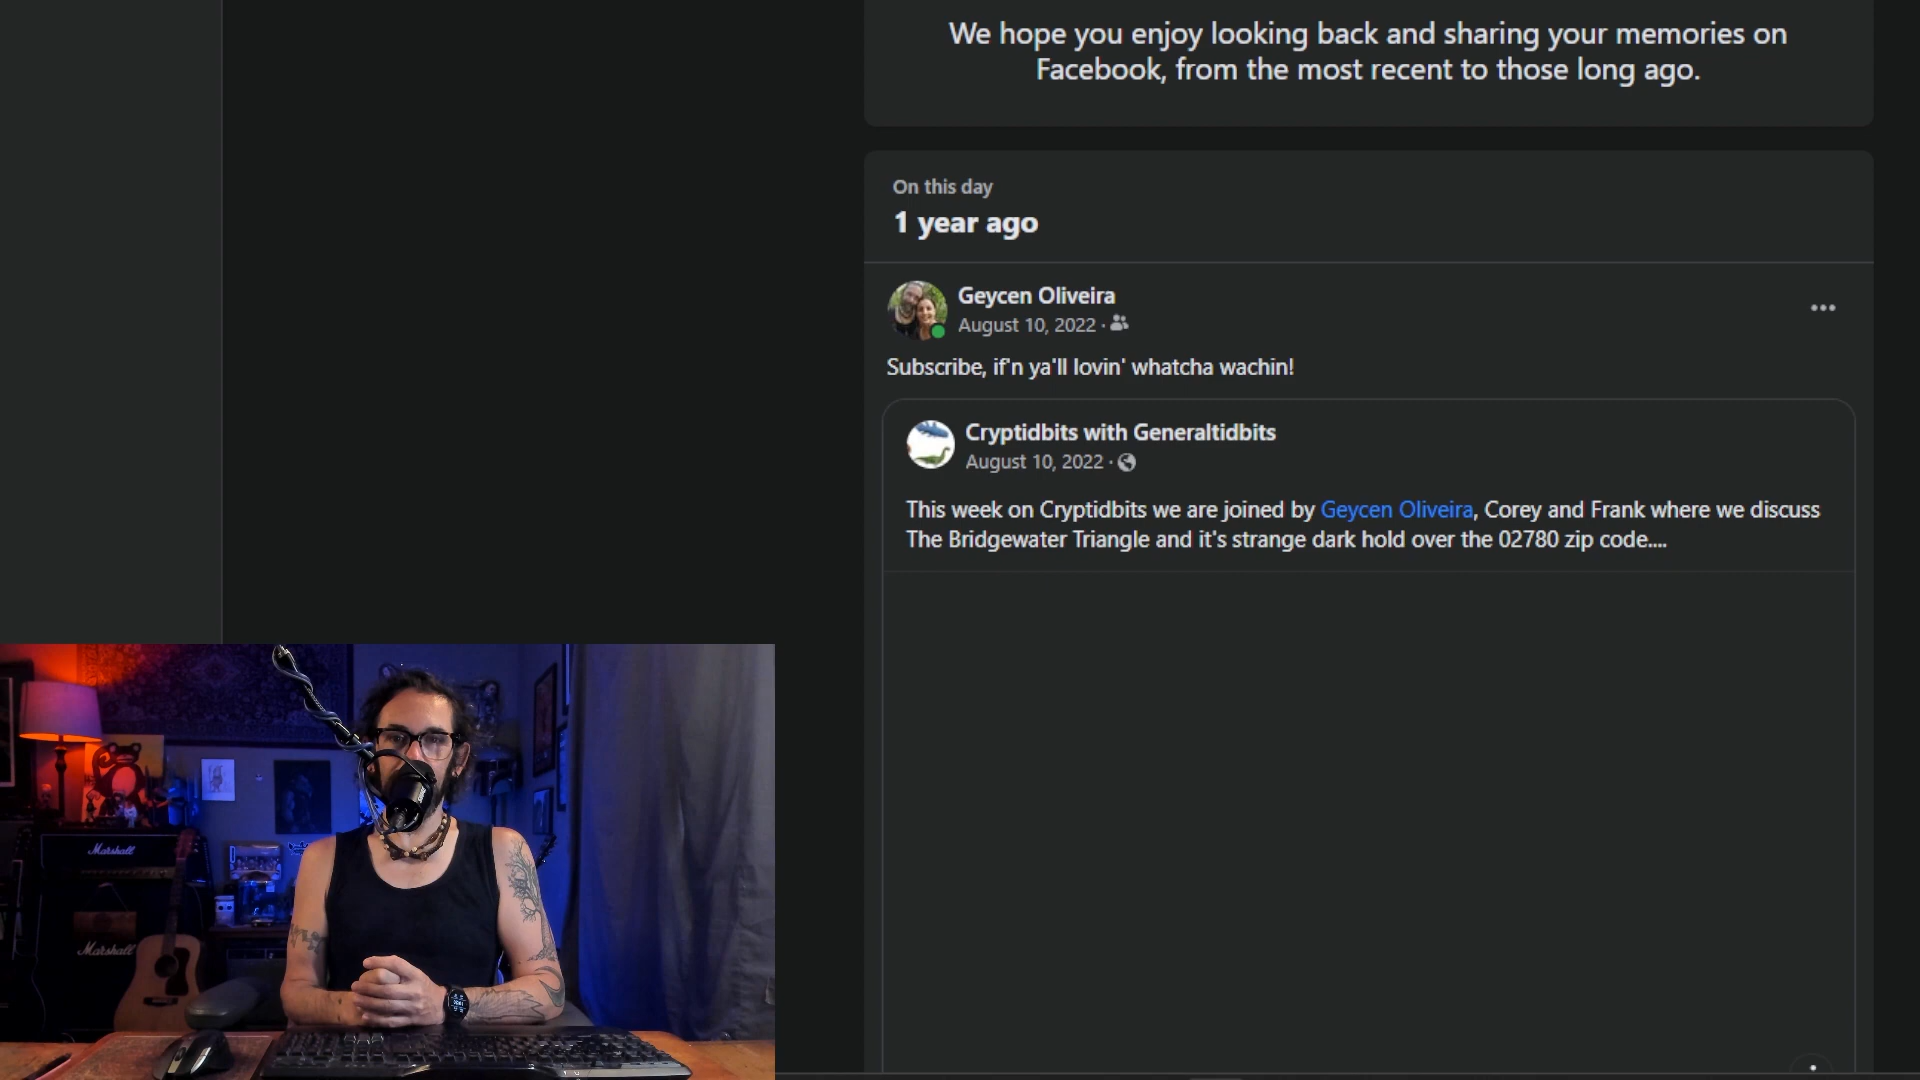 We hope you enjoy looking back and sharing your memories on
Facebook, from the most recent to those long ago.
On this day
1 year ago
Geycen Oliveira
August 10, 2022 ·
Subscribe, if'n ya'll lovin' whatcha wachin!
Cryptidbits with Generaltidbits
August 10, 2022 ·
This week on Cryptidbits we are joined by Geycen Oliveira, Corey and Frank where we discuss
The Bridgewater Triangle and it's strange dark hold over the 02780 zip code....
Marshall
Marshall